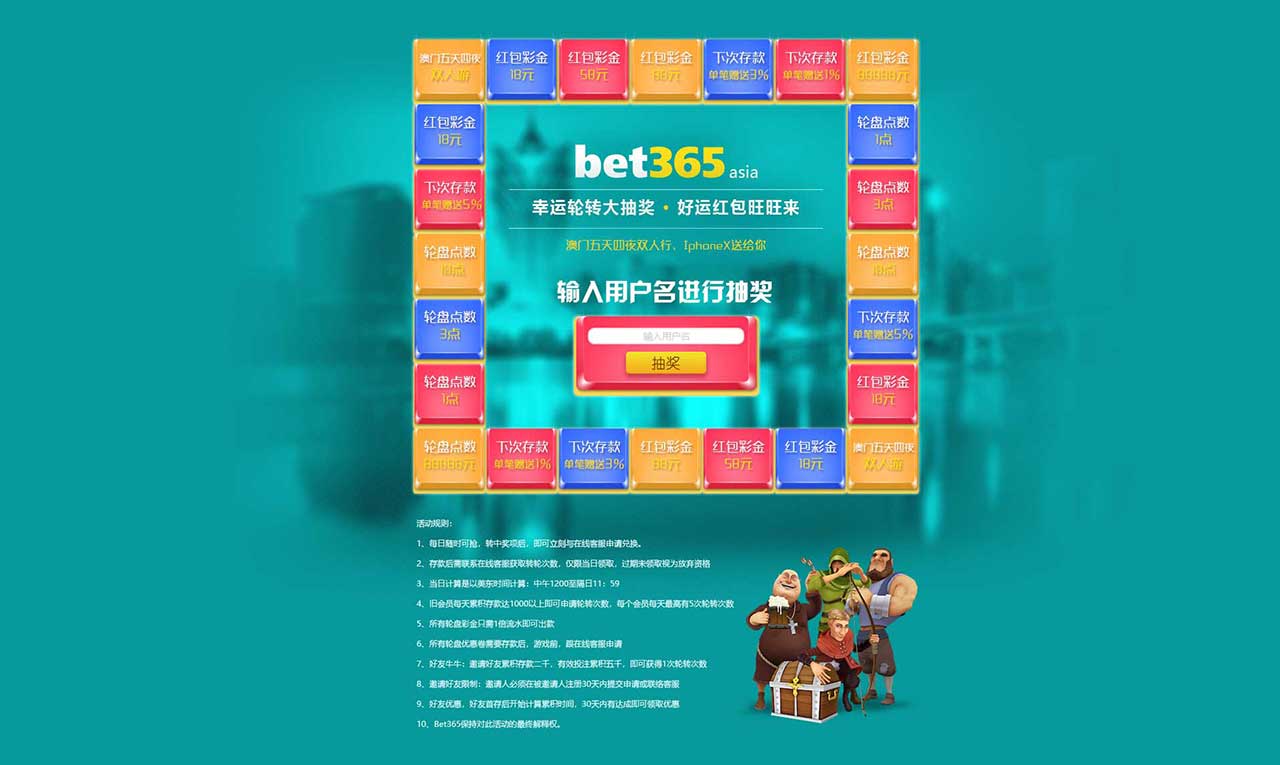 澳门五天四夜
双人游
红包彩金
18元
红包彩金
58元
红包彩金
88元
下次存款
单笔赠送3%
下次存款
单笔赠送1%
红包彩金
88888元
红包彩金
18元
轮盘点数
1点
bet365 asia
下次存款
单笔赠送5%
轮盘点数
3点
幸运轮转大抽奖 · 好运红包旺旺来
澳门五天四夜双人行、IphoneX送给你
轮盘点数
轮盘点数
输入用户名进行抽奖
轮盘点数
3点
下次存款
单笔赠送5%
输入用户名
抽奖
轮盘点数
1点
红包彩金
18元
轮盘点数
88888元
下次存款
单笔赠送1%
下次存款
单笔赠送3%
红包彩金
88元
红包彩金
58元
红包彩金
18元
澳门五天四夜
双人游
活动规则：
1、每日随时可抢，转中奖项后，即可立刻与在线客服申请兑换。
2、存款后需联系在线客服获取转轮次数，仅限当日领取，过期未领取视为放弃资格
3、当日计算是以美东时间计算：中午1200至隔日11：59
4、旧会员每天累积存款达1000以上即可申请轮转次数，每个会员每天最高有5次轮转次数
5、所有轮盘彩金只需1倍流水即可出款
6、所有轮盘优惠卷需要存款后，游戏前，跟在线客服申请
7、好友牛牛：邀请好友累积存款二千，有效投注累积五千，即可获得1次轮转次数
8、邀请好友限制：邀请人必须在被邀请人注册30天内提交申请或联络客服
9、好友优惠，好友首存后开始计算累积时间，30天内有达成即可领取优惠
10、Bet365保持对此活动的最终解释权。